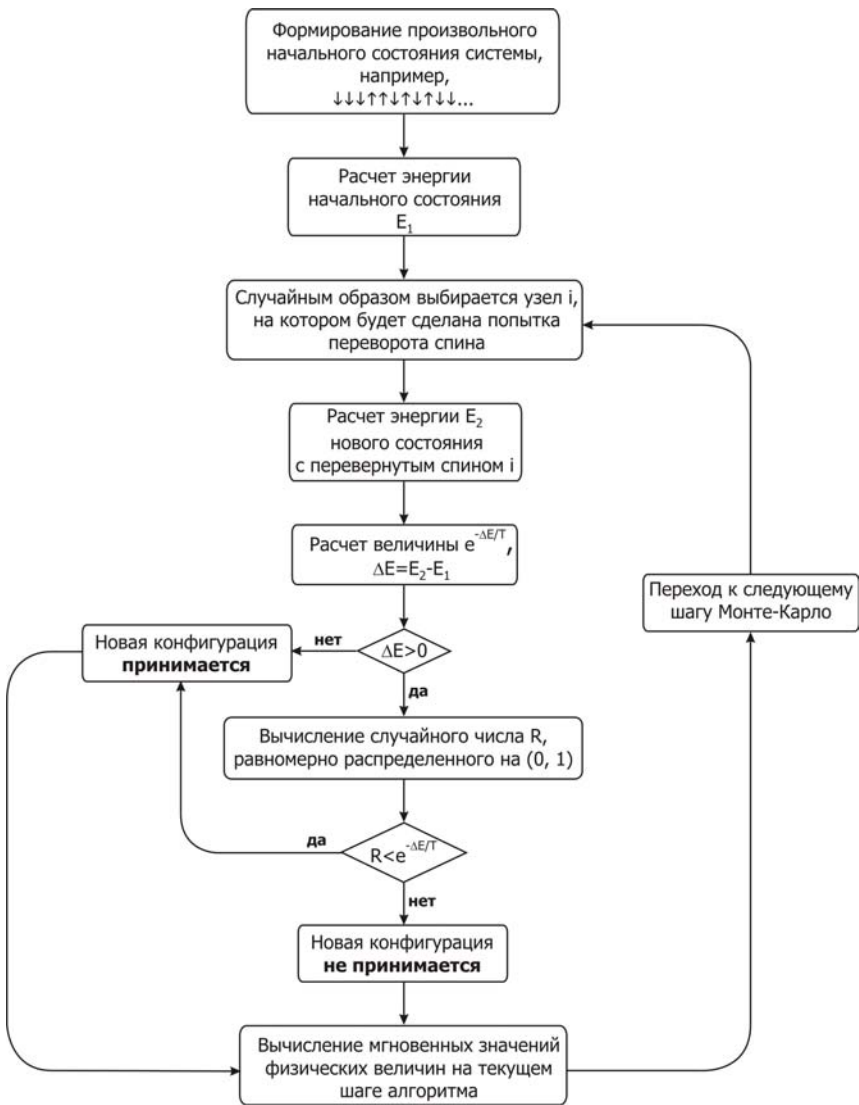 Формирование произвольного
начального состояния системы,
например,
↓↓↓↑↑↓↑↓↑↓↓...
Расчет энергии
начального состояния
E₁
Случайным образом выбирается узел i,
на котором будет сделана попытка
переворота спина
Расчет энергии E₂
нового состояния
с перевернутым спином i
Расчет величины e^-ΔE/T,
ΔE=E₂-E₁
Переход к следующему
шагу Монте-Карло
Новая конфигурация
принимается
нет
ΔE>0
да
Вычисление случайного числа R,
равномерно распределенного на (0, 1)
да
R<e^-ΔE/T
нет
Новая конфигурация
не принимается
Вычисление мгновенных значений
физических величин на текущем
шаге алгоритма